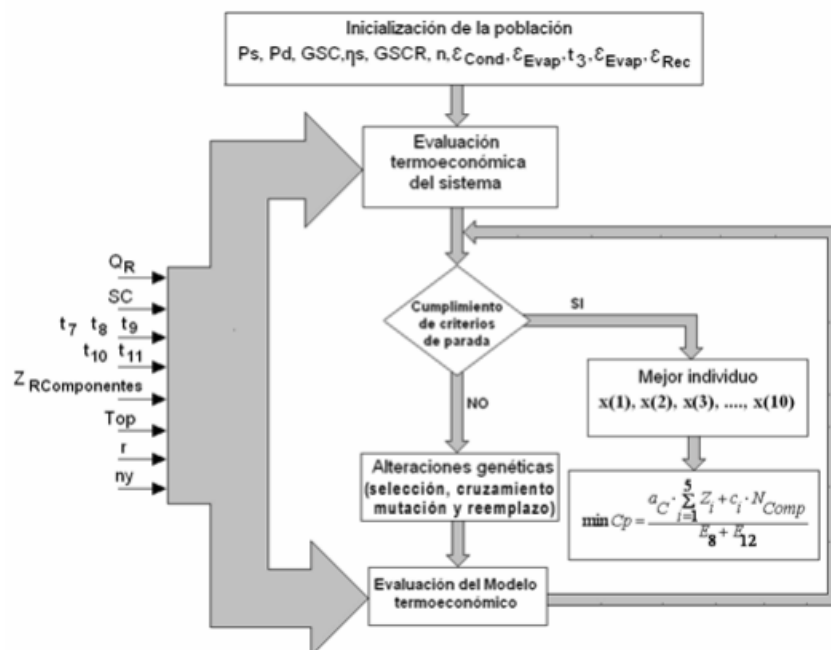 Inicialización de la población
Ps, Pd, GSC,ηs, GSCR, n,εCond,εEvap,t3,εEvap, εRec
Evaluación
termoeconómica
del sistema
QR
SC
t7 t8 t9
t10 t11
ZRComponentes
Top
r
ny
Cumplimiento
de criterios
de parada
SI
NO
Mejor individuo
x(1), x(2), x(3), ...., x(10)
min Cp = (aC · 5∑i=1 Zi + ci · NComp) / (E8 + E12)
Alteraciones genéticas
(selección, cruzamiento
mutación y reemplazo)
Evaluación del Modelo
termoeconómico